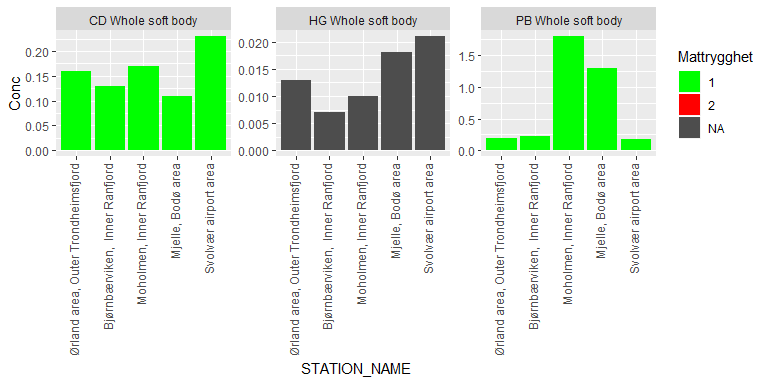 CD Whole soft body
HG Whole soft body
PB Whole soft body
Conc
0.20
0.15
0.10
0.05
0.00
0.020
0.015
0.010
0.005
0.000
1.5
1.0
0.5
0.0
Ørland area, Outer Trondheimsfjord
Bjørnbærviken, Inner Ranfjord
Moholmen, Inner Ranfjord
Mjelle, Bodø area
Svolvær airport area
Ørland area, Outer Trondheimsfjord
Bjørnbærviken, Inner Ranfjord
Moholmen, Inner Ranfjord
Mjelle, Bodø area
Svolvær airport area
Ørland area, Outer Trondheimsfjord
Bjørnbærviken, Inner Ranfjord
Moholmen, Inner Ranfjord
Mjelle, Bodø area
Svolvær airport area
STATION_NAME
Mattrygghet
1
2
NA